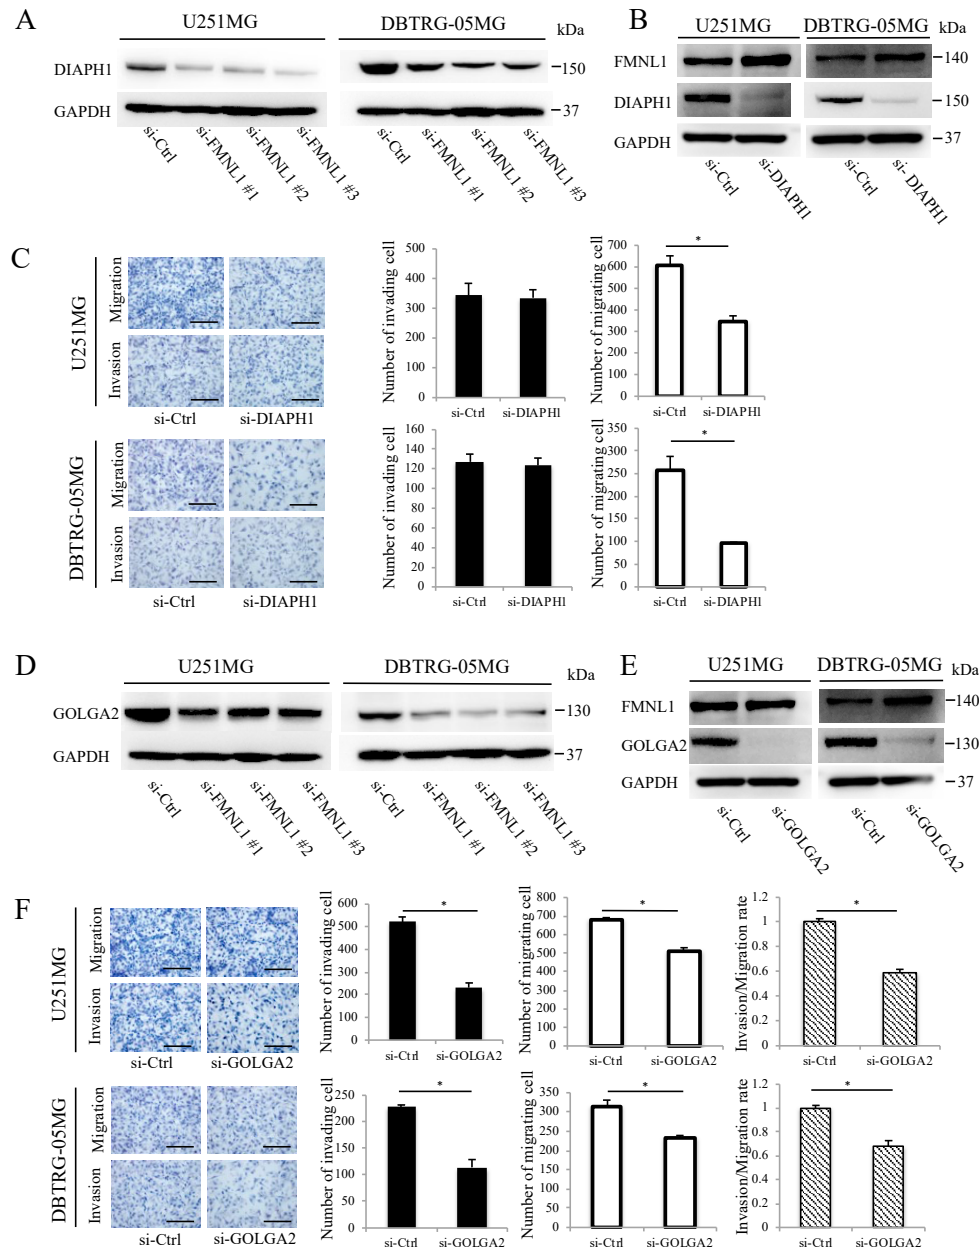 A
U251MG
DBTRG-05MG
kDa
DIAPH1
150
GAPDH
37
si-Ctrl
si-FMNL1 #1
si-FMNL1 #2
si-FMNL1 #3
si-Ctrl
si-FMNL1 #1
si-FMNL1 #2
si-FMNL1 #3
B
U251MG
DBTRG-05MG
kDa
FMNL1
140
DIAPH1
150
GAPDH
37
si-Ctrl
si-DIAPH1
si-Ctrl
si- DIAPH1
C
U251MG
Migration
Invasion
si-Ctrl
si-DIAPH1
DBTRG-05MG
Migration
Invasion
si-Ctrl
si-DIAPH1
Number of invading cell
500
400
300
200
100
0
si-Ctrl
si-DIAPH1
Number of migrating cell
700
600
500
400
300
200
100
0
*
si-Ctrl
si-DIAPH1
Number of invading cell
160
140
120
100
80
60
40
20
0
si-Ctrl
si-DIAPH1
Number of migrating cell
350
300
250
200
150
100
50
0
*
si-Ctrl
si-DIAPH1
D
U251MG
DBTRG-05MG
kDa
GOLGA2
130
GAPDH
37
si-Ctrl
si-FMNL1 #1
si-FMNL1 #2
si-FMNL1 #3
si-Ctrl
si-FMNL1 #1
si-FMNL1 #2
si-FMNL1 #3
E
U251MG
DBTRG-05MG
kDa
FMNL1
140
GOLGA2
130
GAPDH
37
si-Ctrl
si-GOLGA2
si-Ctrl
si-GOLGA2
F
U251MG
Migration
Invasion
si-Ctrl
si-GOLGA2
DBTRG-05MG
Migration
Invasion
si-Ctrl
si-GOLGA2
Number of invading cell
600
500
400
300
200
100
0
*
si-Ctrl
si-GOLGA2
Number of migrating cell
800
700
600
500
400
300
200
100
0
*
si-Ctrl
si-GOLGA2
Invasion/Migration rate
1.2
1
0.8
0.6
0.4
0.2
0
*
si-Ctrl
si-GOLGA2
Number of invading cell
250
200
150
100
50
0
*
si-Ctrl
si-GOLGA2
Number of migrating cell
350
300
250
200
150
100
50
0
*
si-Ctrl
si-GOLGA2
Invasion/Migration rate
1.2
1
0.8
0.6
0.4
0.2
0
*
si-Ctrl
si-GOLGA2